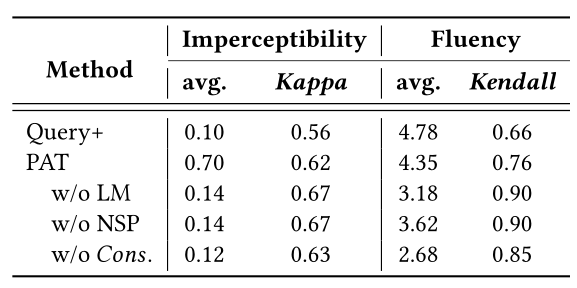 Method Imperceptibility Fluency
avg. Kappa avg. Kendall
Query+ 0.10 0.56 4.78 0.66
PAT 0.70 0.62 4.35 0.76
w/o LM 0.14 0.67 3.18 0.90
w/o NSP 0.14 0.67 3.62 0.90
w/o Cons. 0.12 0.63 2.68 0.85